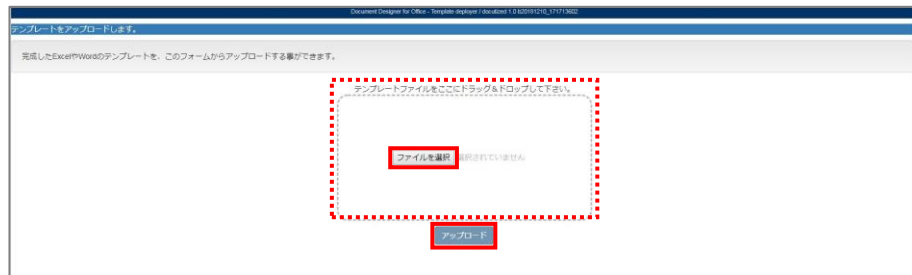 Document Designer for Office - Template deployer / docutized 1.0 b20181210_171713602
テンプレートをアップロードします。
完成したExcelやWordのテンプレートを、このフォームからアップロードする事ができます。
テンプレートファイルをここにドラッグ&ドロップして下さい。
ファイルを選択 選択されていません
アップロード